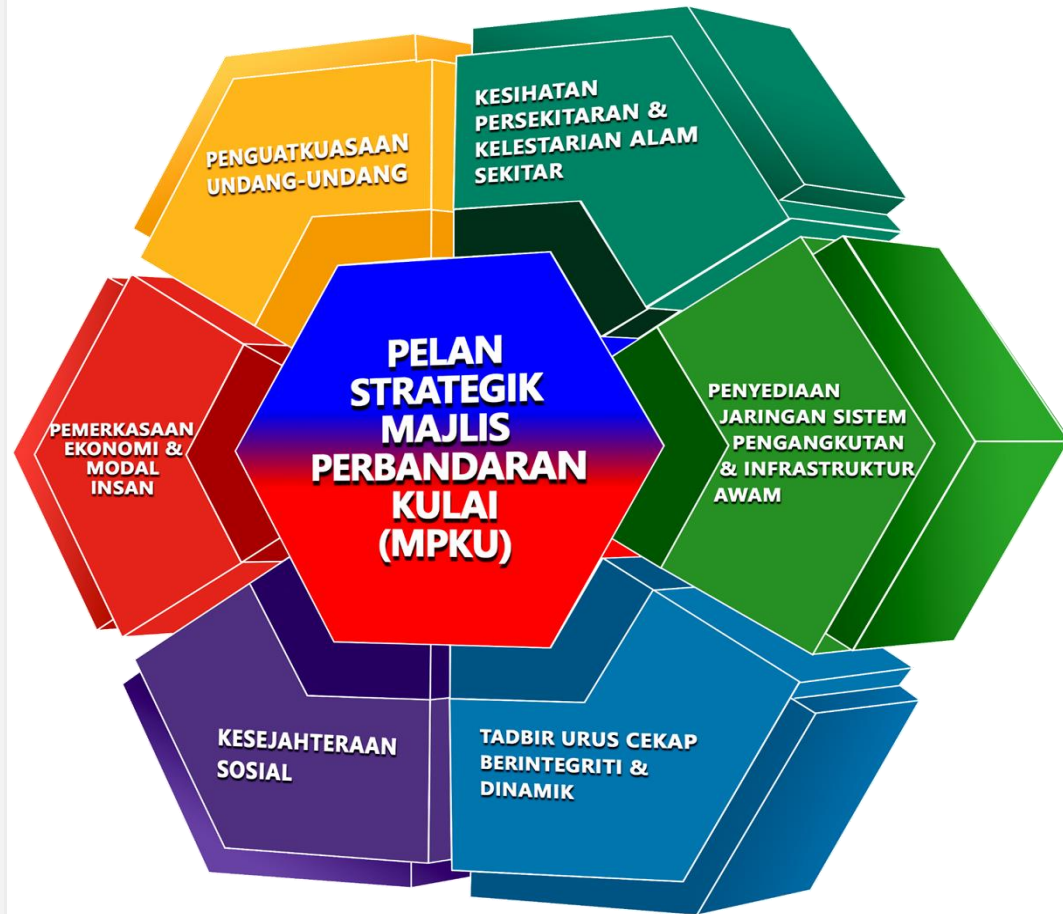 PENGUATKUASAAN
UNDANG-UNDANG
KESIHATAN
PERSEKITARAN &
KELESTARIAN ALAM
SEKITAR
PEMERKASAAN
EKONOMI &
MODAL
INSAN
PELAN
STRATEGIK
MAJLIS
PERBANDARAN
KULAI
(MPKU)
PENYEDIAAN
JARINGAN SISTEM
PENGANGKUTAN
& INFRASTRUKTUR
AWAM
KESEJAHTERAAN
SOSIAL
TADBIR URUS CEKAP
BERINTEGRITI &
DINAMIK